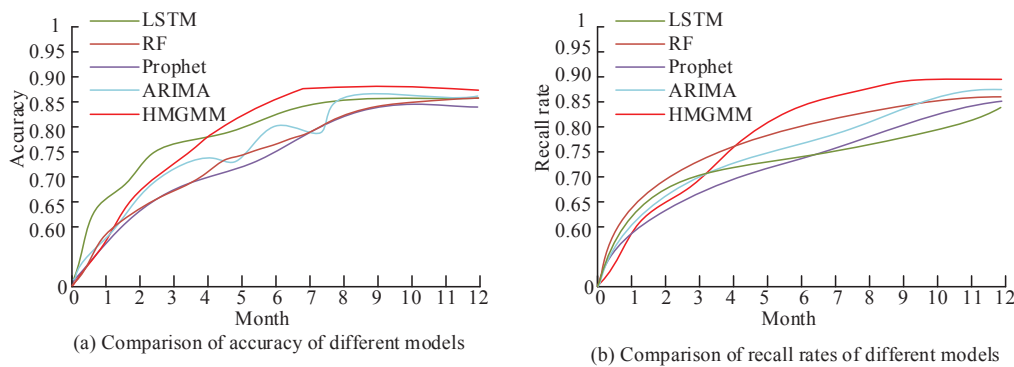 1
0.95
0.90
0.85
0.80
0.75
0.70
0.65
0.60
0
Accuracy
LSTM
RF
Prophet
ARIMA
HMGMM
0 1 2 3 4 5 6 7 8 9 10 11 12
Month
(a) Comparison of accuracy of different models
1
0.95
0.90
0.85
0.80
0.75
0.70
0.65
0.60
0
Recall rate
LSTM
RF
Prophet
ARIMA
HMGMM
0 1 2 3 4 5 6 7 8 9 10 11 12
Month
(b) Comparison of recall rates of different models